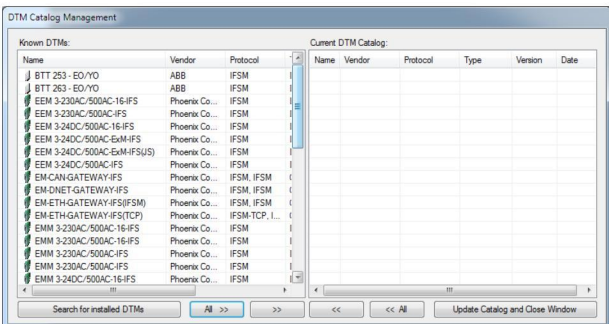 DTM Catalog Management
Known DTMs:
Current DTM Catalog:
Name Vendor Protocol
Name Vendor Protocol Type Version Date
BTT 253 - EO/YO ABB IFSM
BTT 263 - EO/YO ABB IFSM
EEM 3-230AC/500AC-16-IFS Phoenix Co... IFSM
EEM 3-230AC/500AC-IFS Phoenix Co... IFSM
EEM 3-24DC/500AC-16-IFS Phoenix Co... IFSM
EEM 3-24DC/500AC-ExM-IFS Phoenix Co... IFSM
EEM 3-24DC/500AC-ExM-IFS(JS) Phoenix Co... IFSM
EEM 3-24DC/500AC-IFS Phoenix Co... IFSM
EM-CAN-GATEWAY-IFS Phoenix Co... IFSM, IFSM
EM-DNET-GATEWAY-IFS Phoenix Co... IFSM, IFSM
EM-ETH-GATEWAY-IFS(IFSM) Phoenix Co... IFSM, IFSM
EM-ETH-GATEWAY-IFS(TCP) Phoenix Co... IFSM-TCP, I...
EMM 3-230AC/500AC-16-IFS Phoenix Co... IFSM
EMM 3-230AC/500AC-16-IFS Phoenix Co... IFSM
EMM 3-230AC/500AC-IFS Phoenix Co... IFSM
EMM 3-230AC/500AC-IFS Phoenix Co... IFSM
EMM 3-24DC/500AC-16-IFS Phoenix Co... IFSM
Search for installed DTMs All >> >> << << All Update Catalog and Close Window